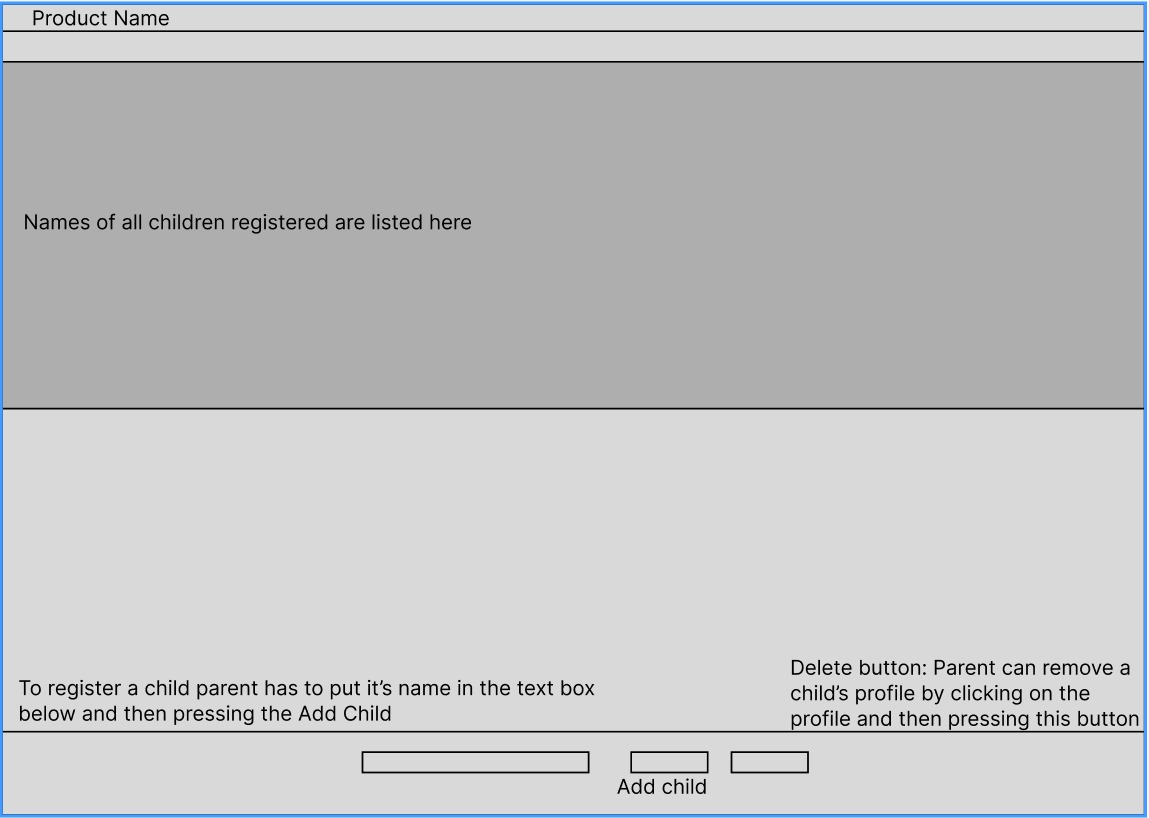 Product Name
Names of all children registered are listed here
To register a child parent has to put it’s name in the text box
below and then pressing the Add Child
Delete button: Parent can remove a
child’s profile by clicking on the
profile and then pressing this button
Add child